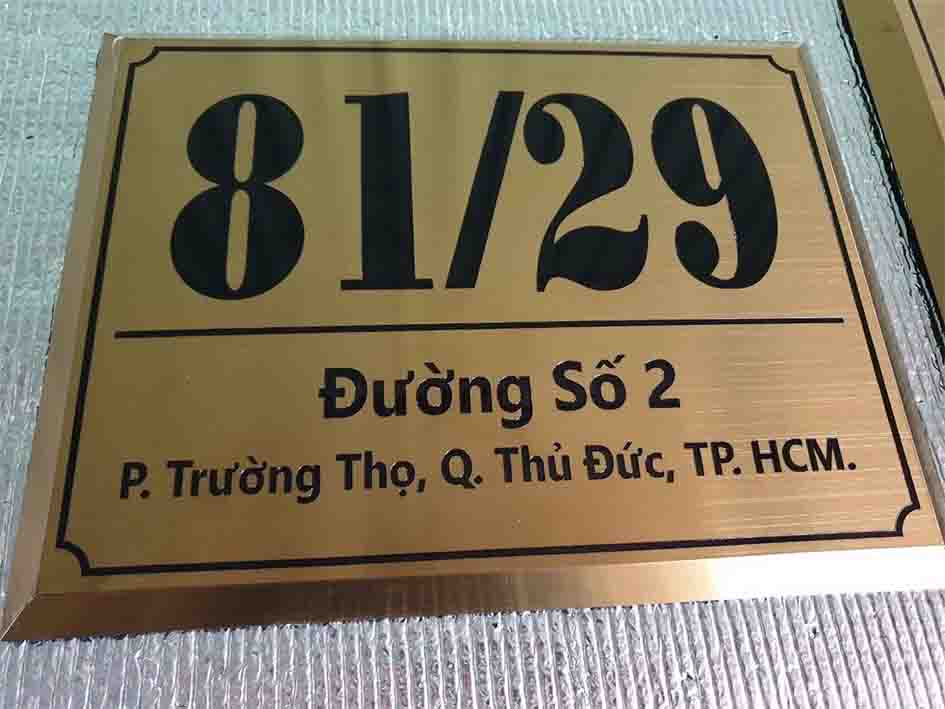 81/29
Đường Số 2
P. Trường Thọ, Q. Thủ Đức, TP. HCM.